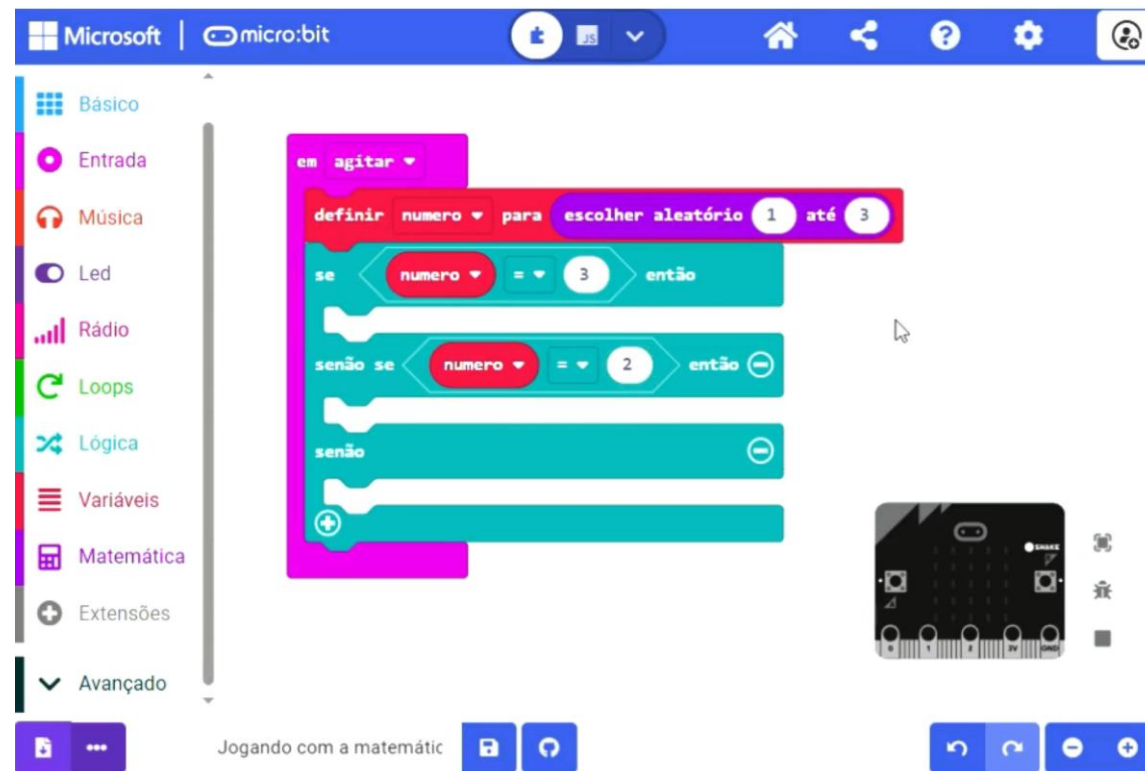 Microsoft | micro:bit
JS
Básico
Entrada
Música
Led
Rádio
Loops
Lógica
Variáveis
Matemática
Extensões
Avançado
em agitar
definir numero para escolher aleatório 1 até 3
se numero = 3 então
senão se numero = 2 então
senão
SHAKE
0 1 2 3V GND
Jogando com a matemátic